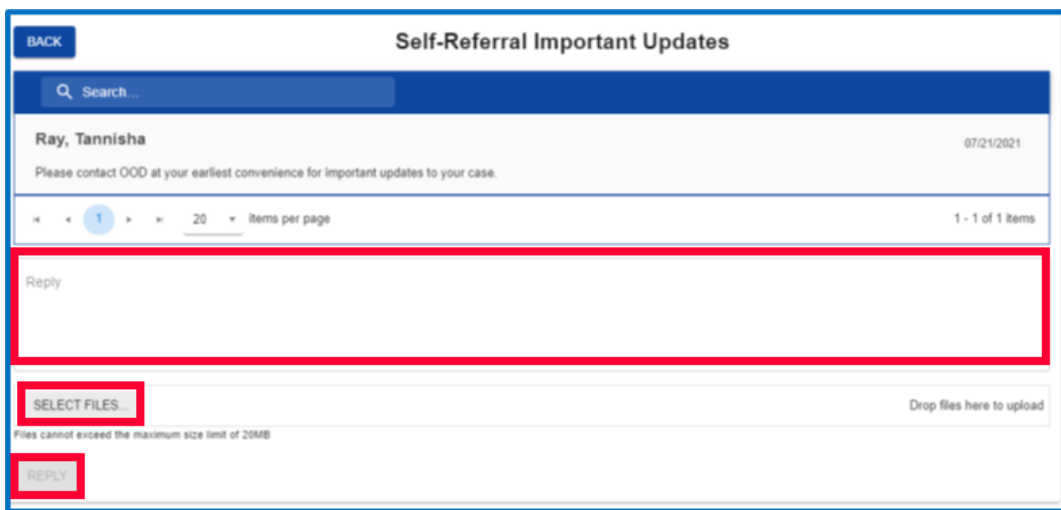 BACK
Self-Referral Important Updates
Search...
Ray, Tannisha
07/21/2021
Please contact OOD at your earliest convenience for important updates to your case.
1 20 items per page 1 - 1 of 1 items
Reply
SELECT FILES... Drop files here to upload
Files cannot exceed the maximum size limit of 20MB
REPLY